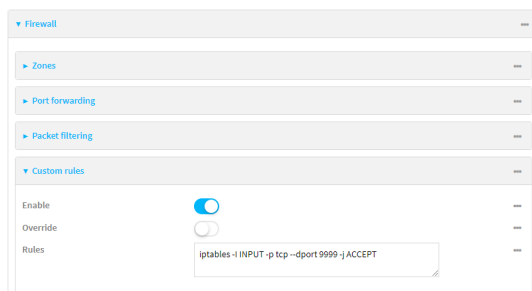 Firewall
Zones
Port forwarding
Packet filtering
Custom rules
Enable
Override
Rules
iptables -I INPUT -p tcp --dport 9999 -j ACCEPT